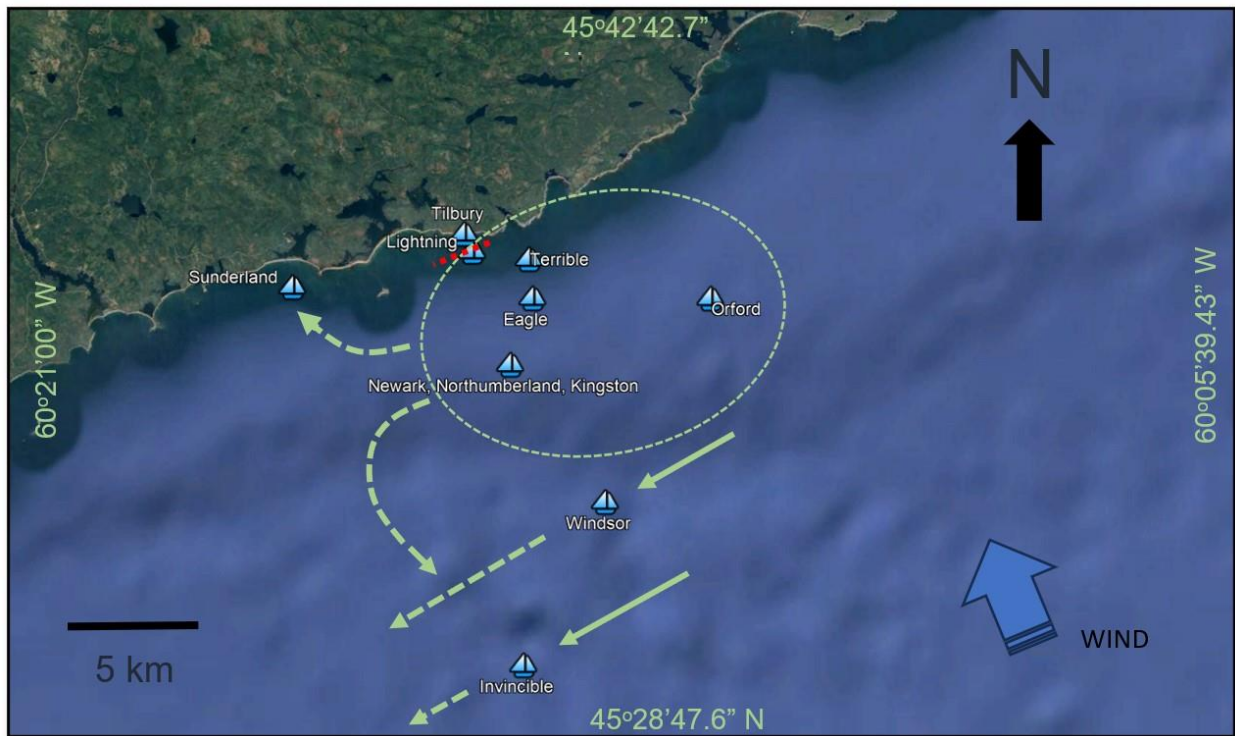 45º42'42.7”
N
N
Tilbury
Lightning
Terrible
Sunderland
Eagle
Orford
60º21'00” W
60º05'39.43” W
Newark, Northumberland, Kingston
Windsor
WIND
5 km
Invincible
45º28'47.6” N